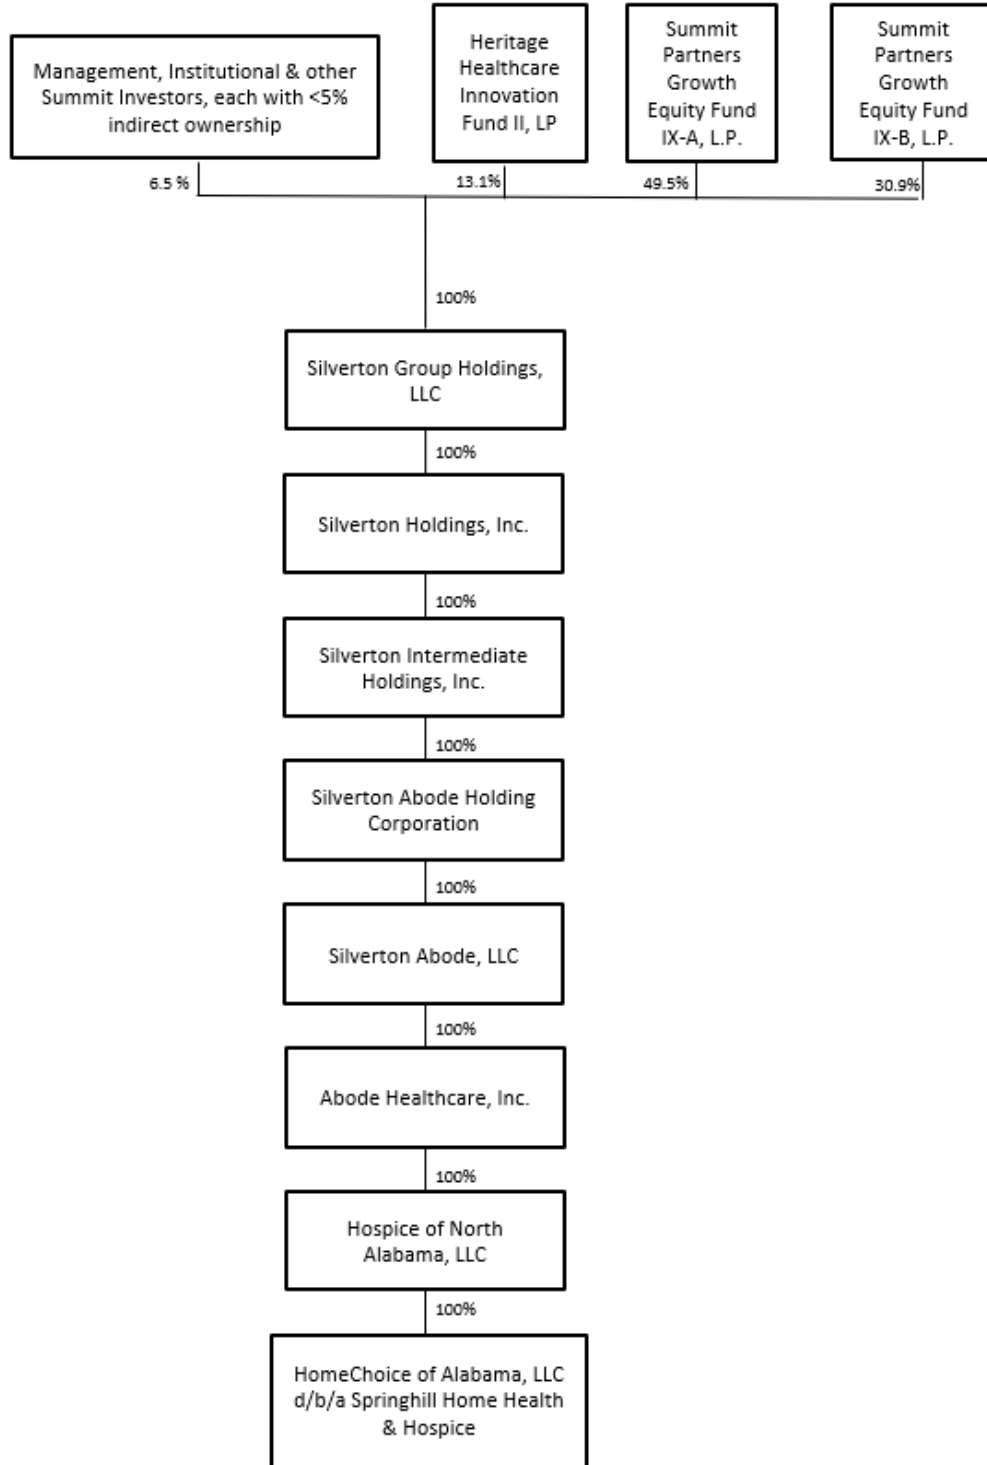 Management, Institutional & other
Summit Investors, each with <5%
indirect ownership
Heritage
Healthcare
Innovation
Fund II, LP
Summit
Partners
Growth
Equity Fund
IX-A, L.P.
Summit
Partners
Growth
Equity Fund
IX-B, L.P.
6.5 %
13.1%
49.5%
30.9%
100%
Silverton Group Holdings,
LLC
100%
Silverton Holdings, Inc.
100%
Silverton Intermediate
Holdings, Inc.
100%
Silverton Abode Holding
Corporation
100%
Silverton Abode, LLC
100%
Abode Healthcare, Inc.
100%
Hospice of North
Alabama, LLC
100%
HomeChoice of Alabama, LLC
d/b/a Springhill Home Health
& Hospice